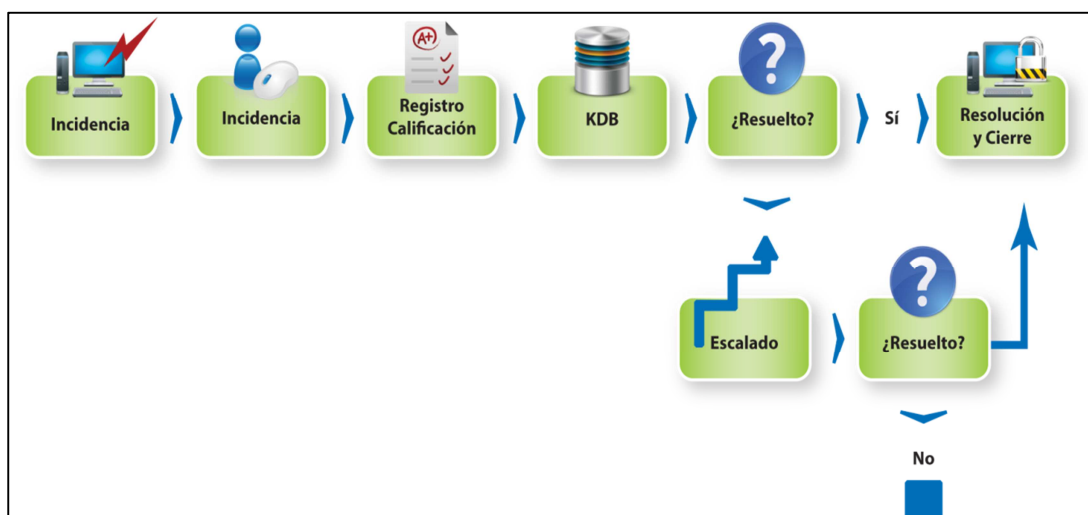 Incidencia
Incidencia
A+
Registro
Calificación
KDB
¿Resuelto?
Sí
Resolución
y Cierre
Escalado
¿Resuelto?
No